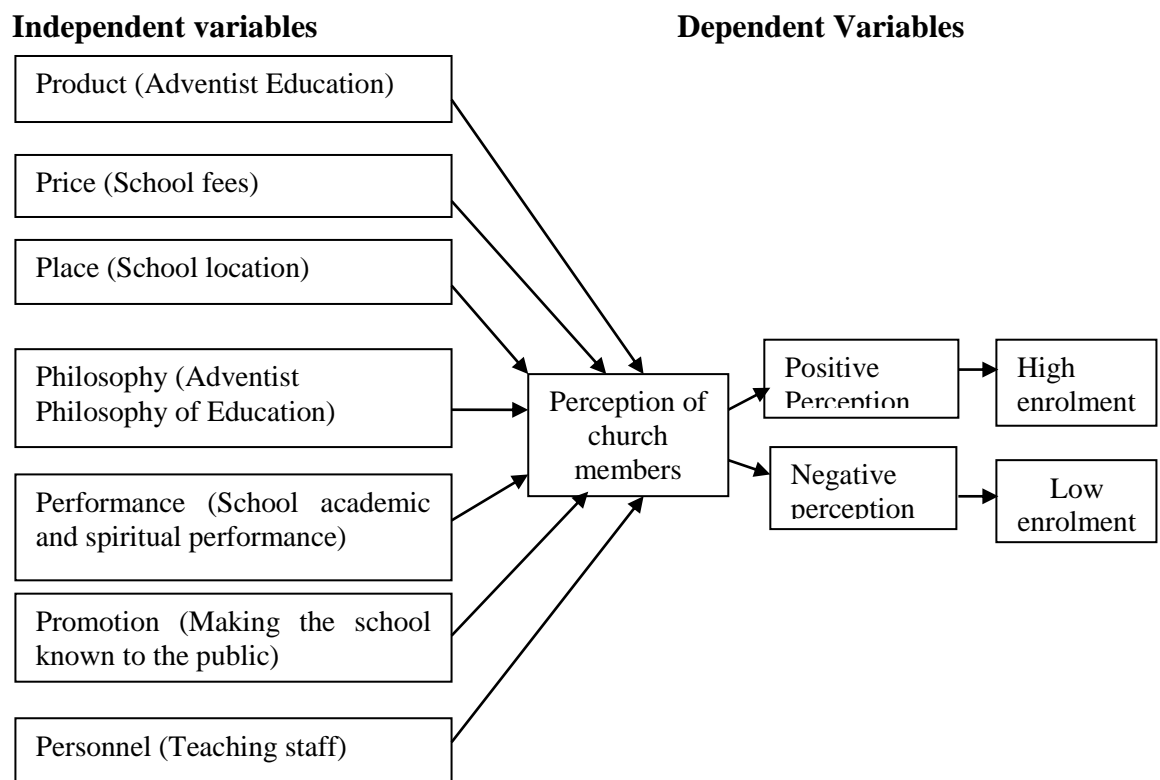 Independent variables
Dependent Variables
Product (Adventist Education)
Price (School fees)
Place (School location)
Philosophy (Adventist
Philosophy of Education)
Performance (School academic
and spiritual performance)
Promotion (Making the school
known to the public)
Personnel (Teaching staff)
Perception of
church
members
Positive
Perception
High
enrolment
Negative
perception
Low
enrolment